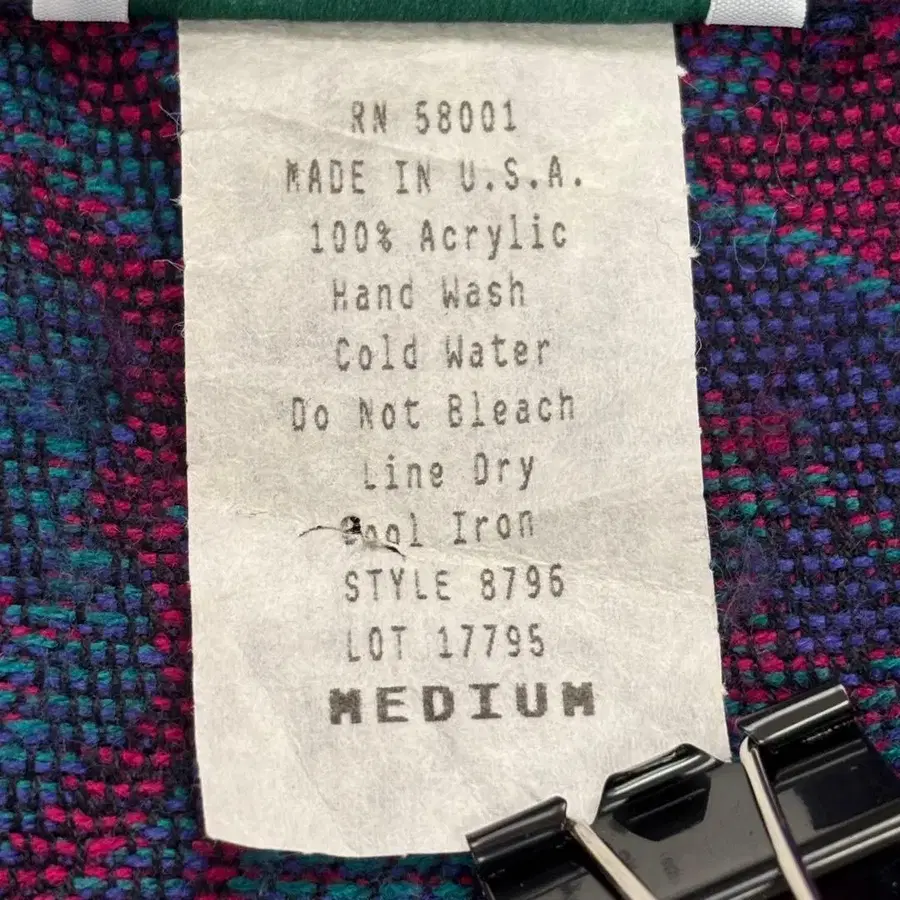 RN 58001
MADE IN U.S.A.
100% Acrylic
Hand Wash
Cold Water
Do Not Bleach
Line Dry
Cool Iron
STYLE 8796
LOT 17795
MEDIUM